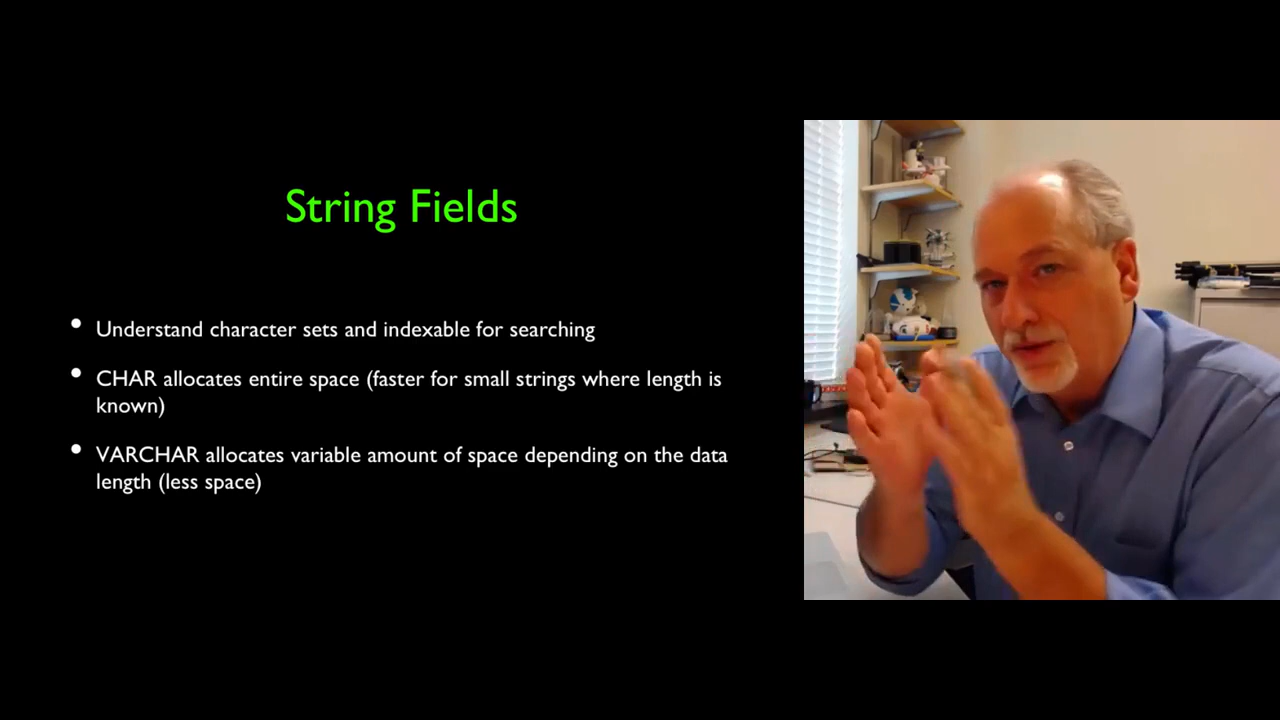 String Fields
• Understand character sets and indexable for searching
• CHAR allocates entire space (faster for small strings where length is
known)
• VARCHAR allocates variable amount of space depending on the data
length (less space)